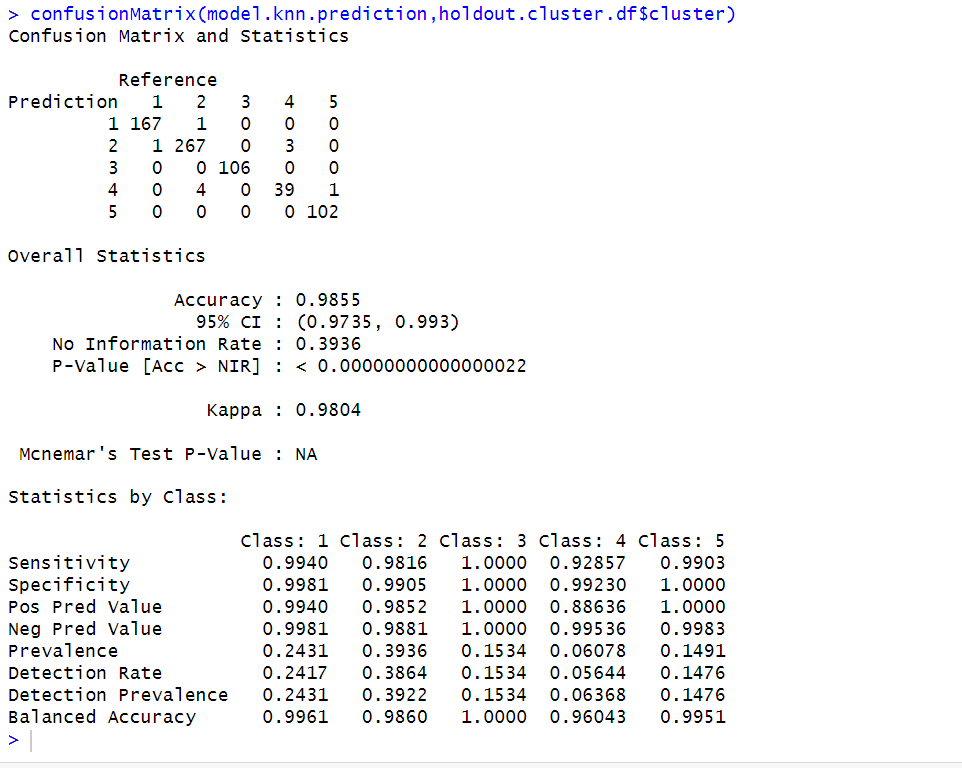 > confusionMatrix(model.knn.prediction,holdout.cluster.df$cluster)
Confusion Matrix and Statistics
Reference
Prediction 1 2 3 4 5
1 167 1 0 0 0
2 1 267 0 3 0
3 0 0 106 0 0
4 0 4 0 39 1
5 0 0 0 0 102
Overall Statistics
Accuracy : 0.9855
95% CI : (0.9735, 0.993)
No Information Rate : 0.3936
P-Value [Acc > NIR] : < 0.00000000000000022
Kappa : 0.9804
Mcnemar's Test P-Value : NA
Statistics by Class:
Class: 1 Class: 2 Class: 3 Class: 4 Class: 5
Sensitivity 0.9940 0.9816 1.0000 0.92857 0.9903
Specificity 0.9981 0.9905 1.0000 0.99230 1.0000
Pos Pred Value 0.9940 0.9852 1.0000 0.88636 1.0000
Neg Pred Value 0.9981 0.9881 1.0000 0.99536 0.9983
Prevalence 0.2431 0.3936 0.1534 0.06078 0.1491
Detection Rate 0.2417 0.3864 0.1534 0.05644 0.1476
Detection Prevalence 0.2431 0.3922 0.1534 0.06368 0.1476
Balanced Accuracy 0.9961 0.9860 1.0000 0.96043 0.9951
>